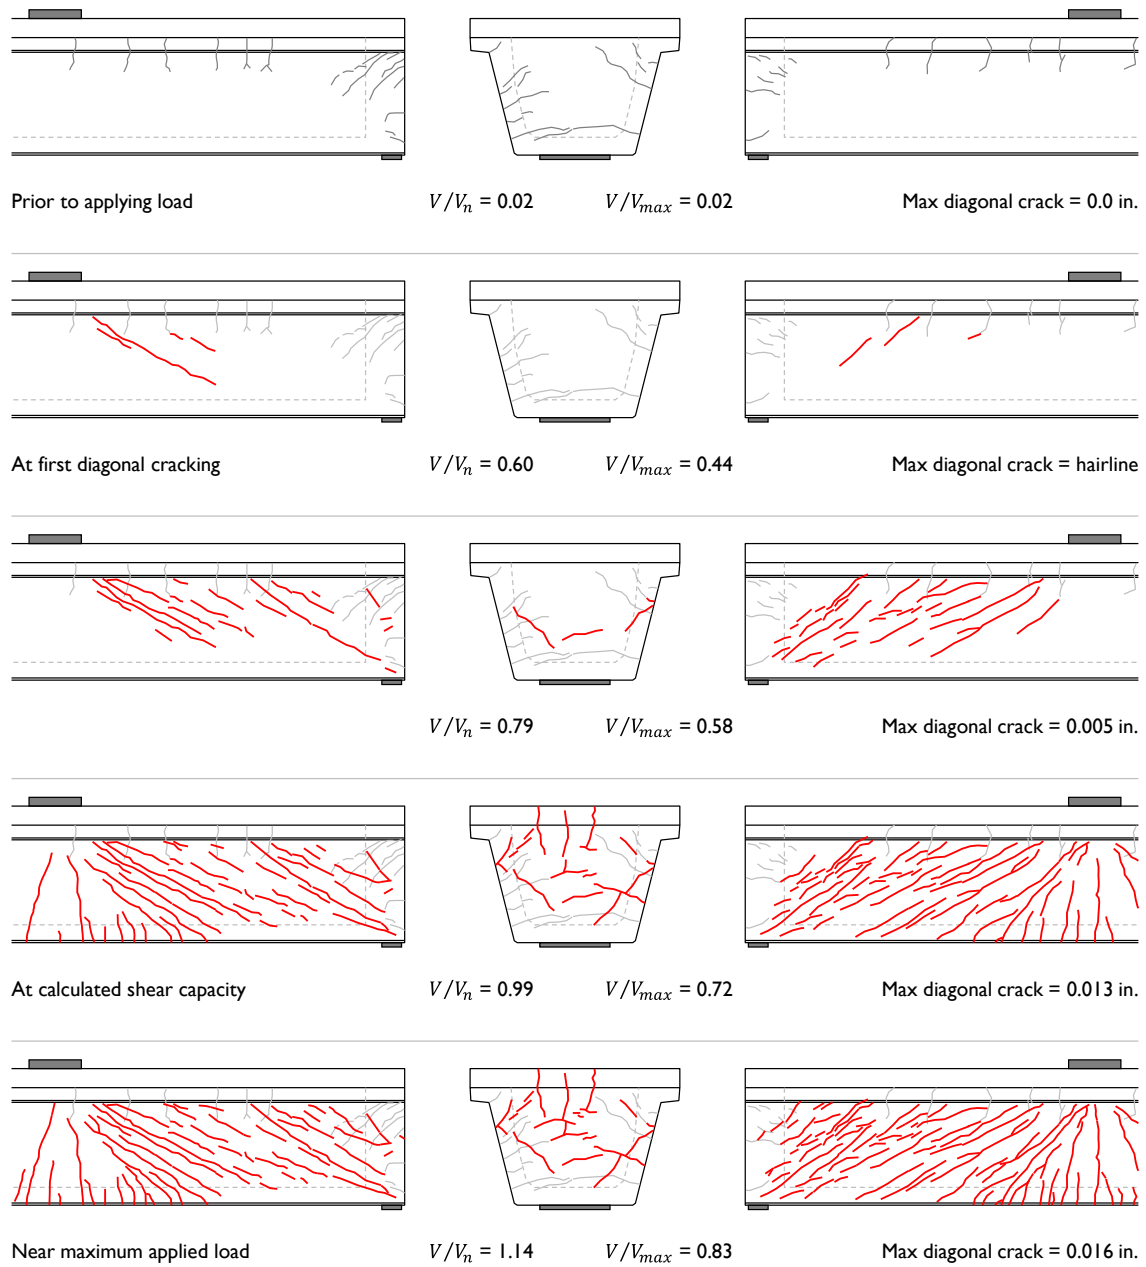 Prior to applying load V/Vn = 0.02 V/Vmax = 0.02 Max diagonal crack = 0.0 in.
At first diagonal cracking V/Vn = 0.60 V/Vmax = 0.44 Max diagonal crack = hairline
V/Vn = 0.79 V/Vmax = 0.58 Max diagonal crack = 0.005 in.
At calculated shear capacity V/Vn = 0.99 V/Vmax = 0.72 Max diagonal crack = 0.013 in.
Near maximum applied load V/Vn = 1.14 V/Vmax = 0.83 Max diagonal crack = 0.016 in.